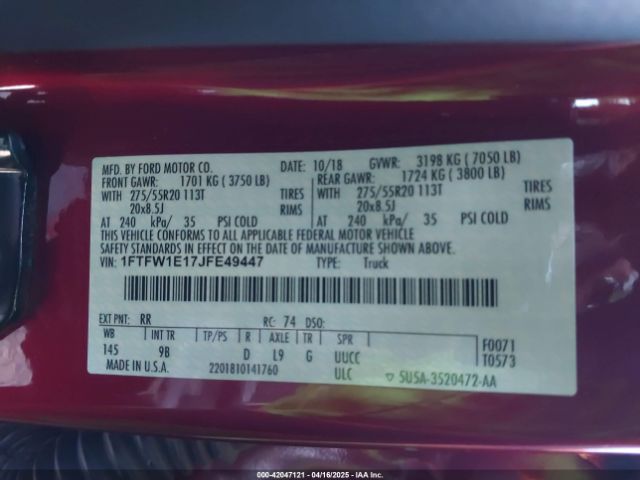 MFD. BY FORD MOTOR CO. DATE: 10/18 GVWR: 3198 KG ( 7050 LB)
FRONT GAWR: 1701 KG ( 3750 LB) REAR GAWR: 1724 KG ( 3800 LB)
WITH 275/55R20 113T TIRES WITH 275/55R20 113T TIRES
20x8.5J RIMS 20x8.5J RIMS
AT 240 kPa/ 35 PSI COLD AT 240 kPa/ 35 PSI COLD
THIS VEHICLE CONFORMS TO ALL APPLICABLE FEDERAL MOTOR VEHICLE
SAFETY STANDARDS IN EFFECT ON THE DATE OF MANUFACTURE SHOWN ABOVE.
VIN: 1FTFW1E17JFE49447 TYPE: Truck
EXT PNT: RR RC: 74 DSO:
WB INT TR TP/PS R AXLE TR SPR F0071
145 9B D L9 G UUCC T0573
MADE IN U.S.A. 2201810141760 ULC ▽ 5U5A-3520472-AA
000-42047121 - 04/16/2025 - IAA Inc.